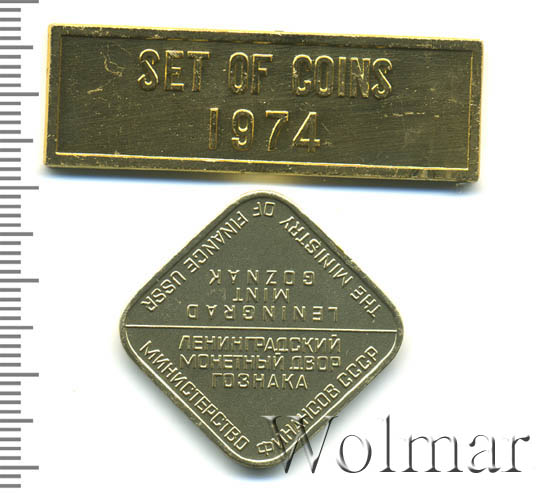 SET OF COINS
1974
THE MINISTRY OF FINANCE USSR
LENINGRAD
MINT
GOZNAK
ЛЕНИНГРАДСКИЙ
МОНЕТНЫЙ ДВОР
ГОЗНАКА
МИНИСТЕРСТВО ФИНАНСОВ СССР
Wolmar